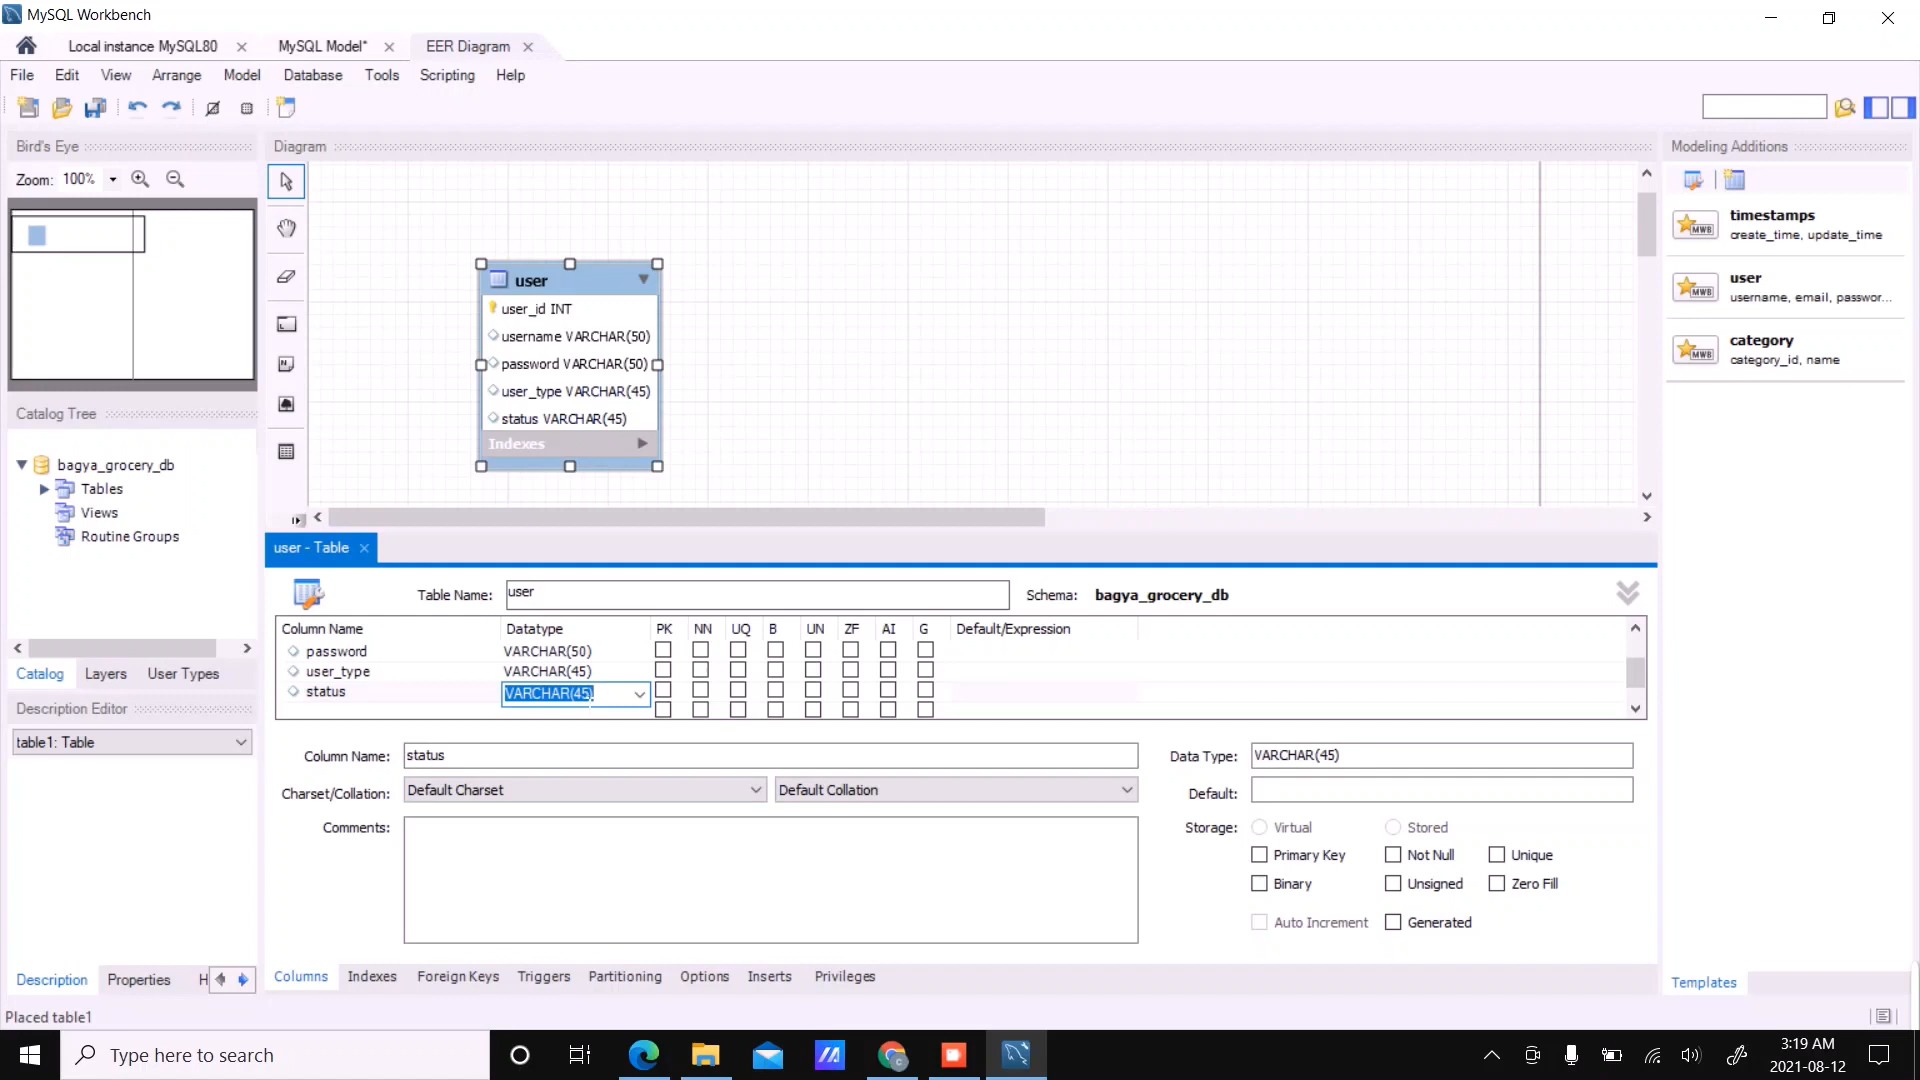 MySQL Workbench
Local instance MySQL80
MySQL Model*
EER Diagram
File Edit View Arrange Model Database Tools Scripting Help
Bird's Eye
Diagram
Modeling Additions
Zoom: 100%
timestamps
create_time, update_time
user
username, email, passwor...
category
category_id, name
user
user_id INT
username VARCHAR(50)
password VARCHAR(50)
user_type VARCHAR(45)
status VARCHAR(45)
Indexes
Catalog Tree
bagya_grocery_db
Tables
Views
Routine Groups
Catalog Layers User Types
Description Editor
table1: Table
user - Table
Table Name: user Schema: bagya_grocery_db
Column Name Datatype PK NN UQ B UN ZF AI G Default/Expression
password VARCHAR(50)
user_type VARCHAR(45)
status VARCHAR(45)
Column Name: status Data Type: VARCHAR(45)
Charset/Collation: Default Charset Default Collation Default:
Comments: Storage: Virtual Stored
Primary Key Not Null Unique
Binary Unsigned Zero Fill
Auto Increment Generated
Description Properties H
Columns Indexes Foreign Keys Triggers Partitioning Options Inserts Privileges
Templates
Placed table1
Type here to search
3:19 AM
2021-08-12